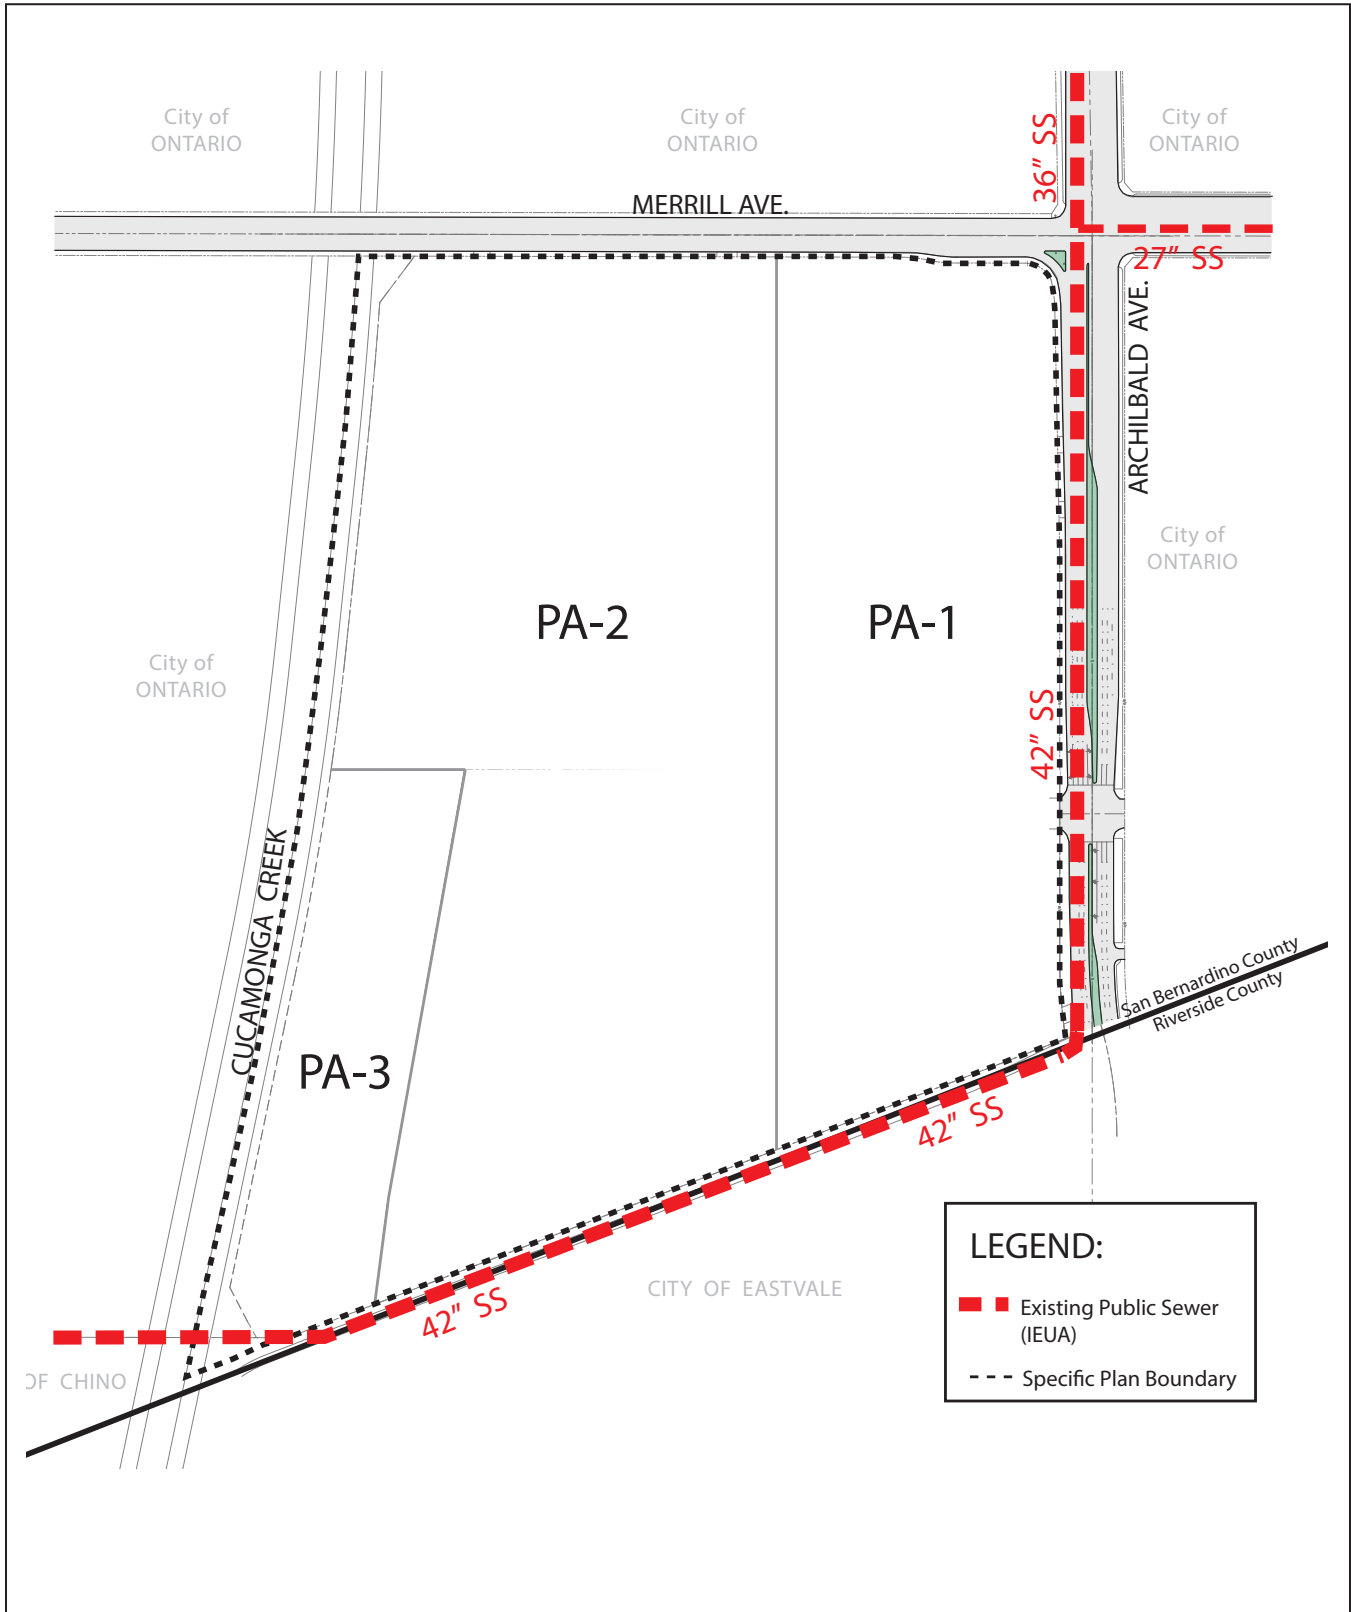 City of
ONTARIO
City of
ONTARIO
City of
ONTARIO
36" SS
MERRILL AVE.
27" SS
ARCHILBALD AVE.
City of
ONTARIO
PA-2
PA-1
City of
ONTARIO
42" SS
CUCAMONGA CREEK
San Bernardino County
Riverside County
PA-3
42" SS
CITY OF EASTVALE
42" SS
OF CHINO
LEGEND:
Existing Public Sewer
(IEUA)
Specific Plan Boundary